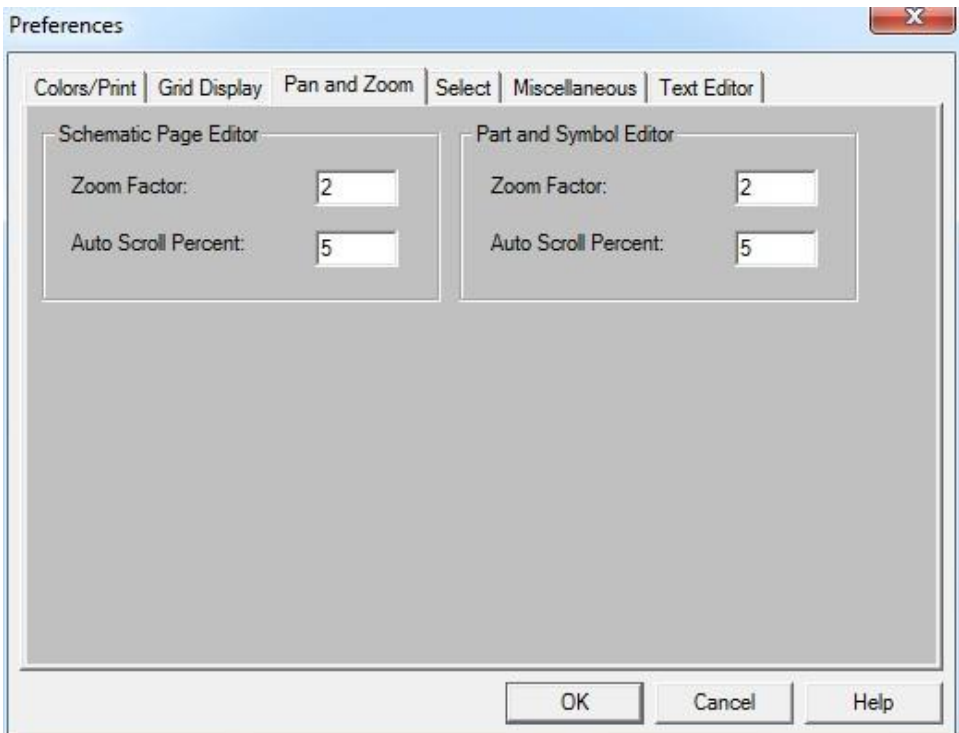 Preferences
X
Colors/Print Grid Display Pan and Zoom Select Miscellaneous Text Editor
Schematic Page Editor
Zoom Factor: 2
Auto Scroll Percent: 5
Part and Symbol Editor
Zoom Factor: 2
Auto Scroll Percent: 5
OK Cancel Help